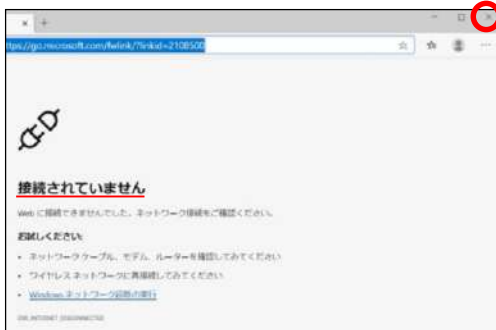 ttps://go.microsoft.com/fwlink/?linkid=2108500
接続されていません
Web に接続できませんでした。ネットワーク接続をご確認ください。
お試しください:
• ネットワーク ケーブル、モデム、ルーターを確認してみてください
• ワイヤレス ネットワークに再接続してみてください
• Windows ネットワーク診断の実行
ERR_INTERNET_DISCONNECTED